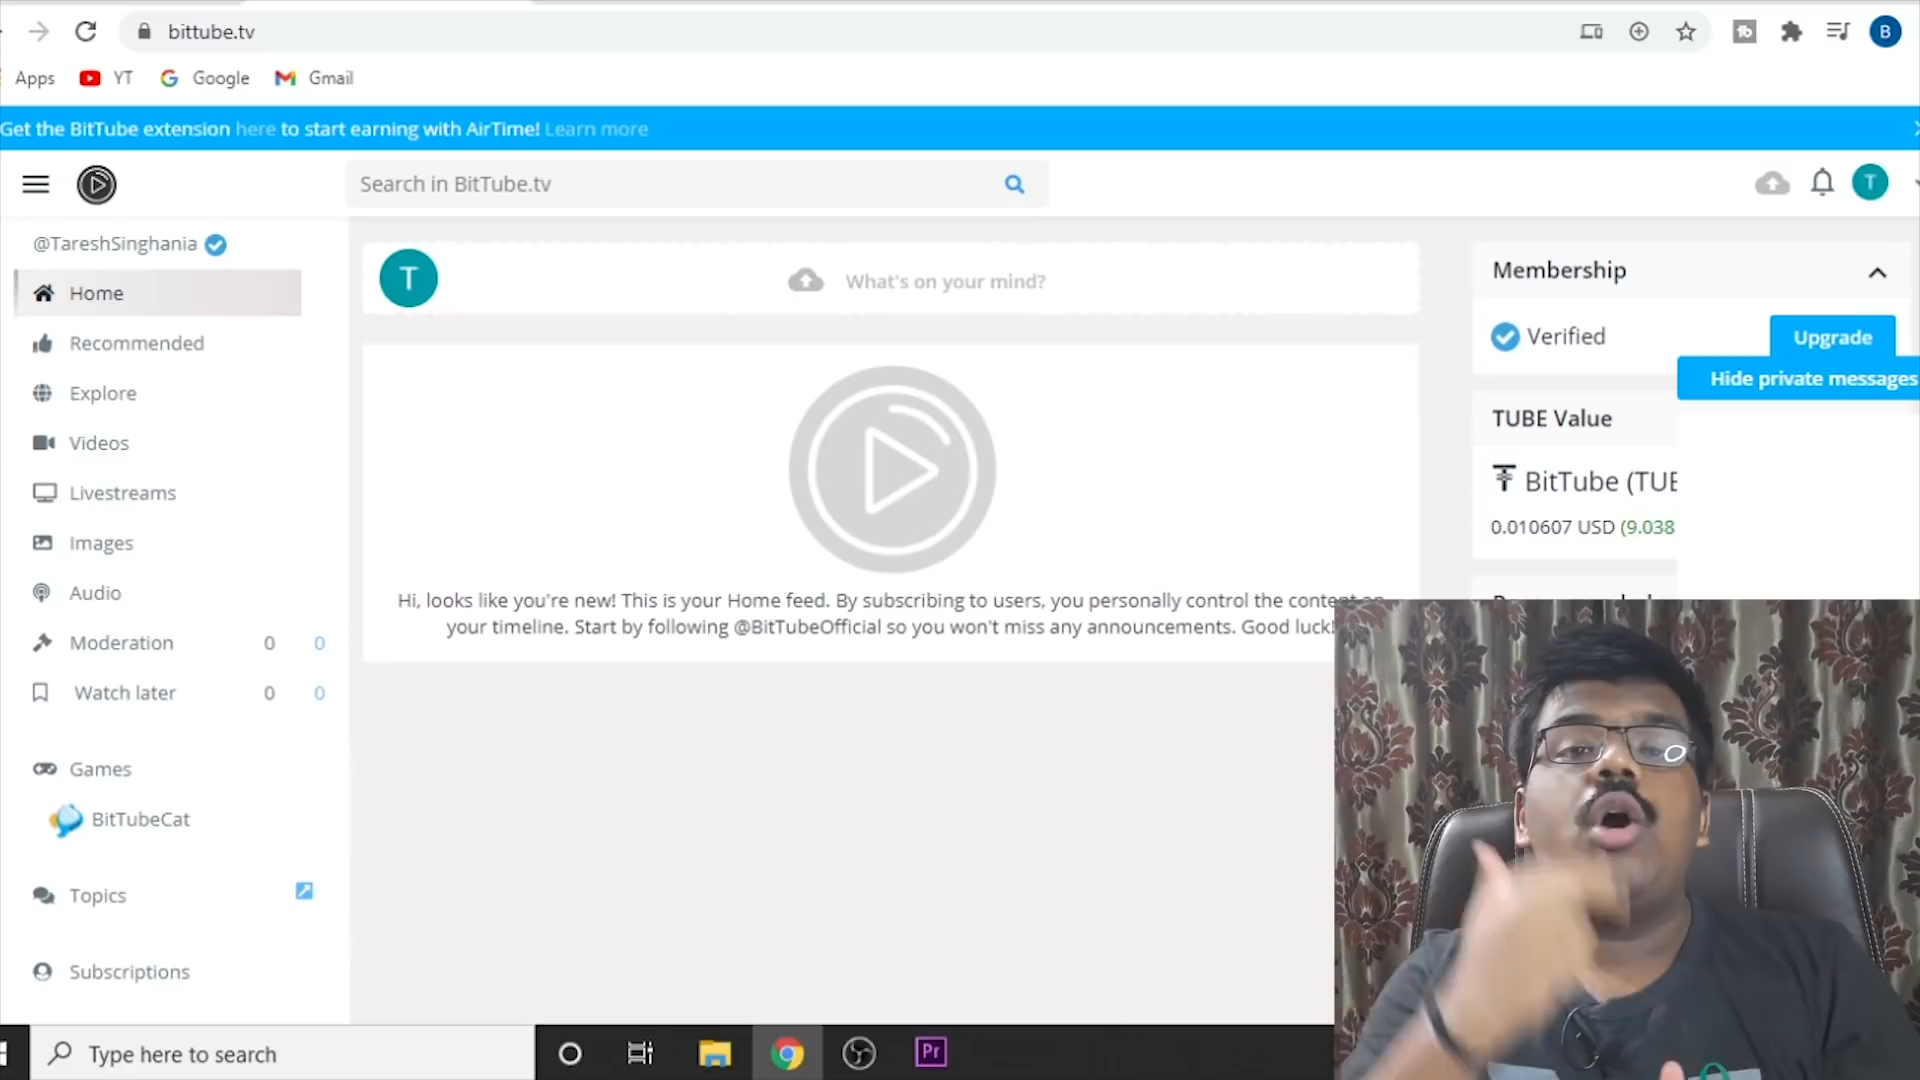 bittube.tv
B
Apps YT Google Gmail
Get the BitTube extension here to start earning with AirTime! Learn more
Search in BitTube.tv
T
@TareshSinghania
Home
Recommended
Explore
Videos
Livestreams
Images
Audio
Moderation 0 0
Watch later 0 0
Games
BitTubeCat
Topics
Subscriptions
T What's on your mind?
Hi, looks like you're new! This is your Home feed. By subscribing to users, you personally control the content on
your timeline. Start by following @BitTubeOfficial so you won't miss any announcements. Good luck!
Membership
Verified Upgrade
Hide private messages
TUBE Value
BitTube (TUB
0.010607 USD (9.038
Type here to search
Pr